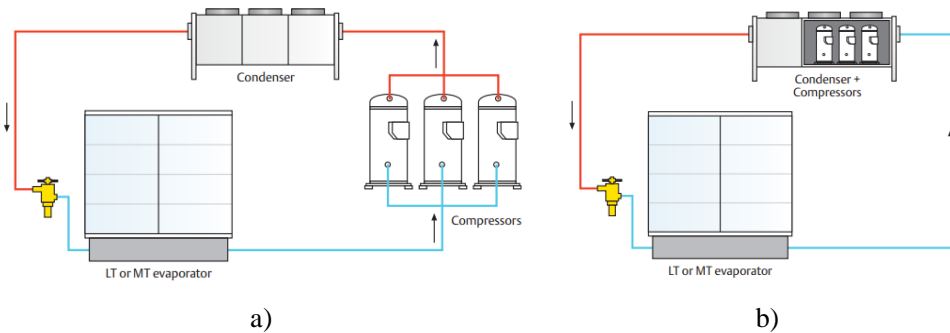 Condenser
Compressors
LT or MT evaporator
a)
Condenser +
Compressors
LT or MT evaporator
b)